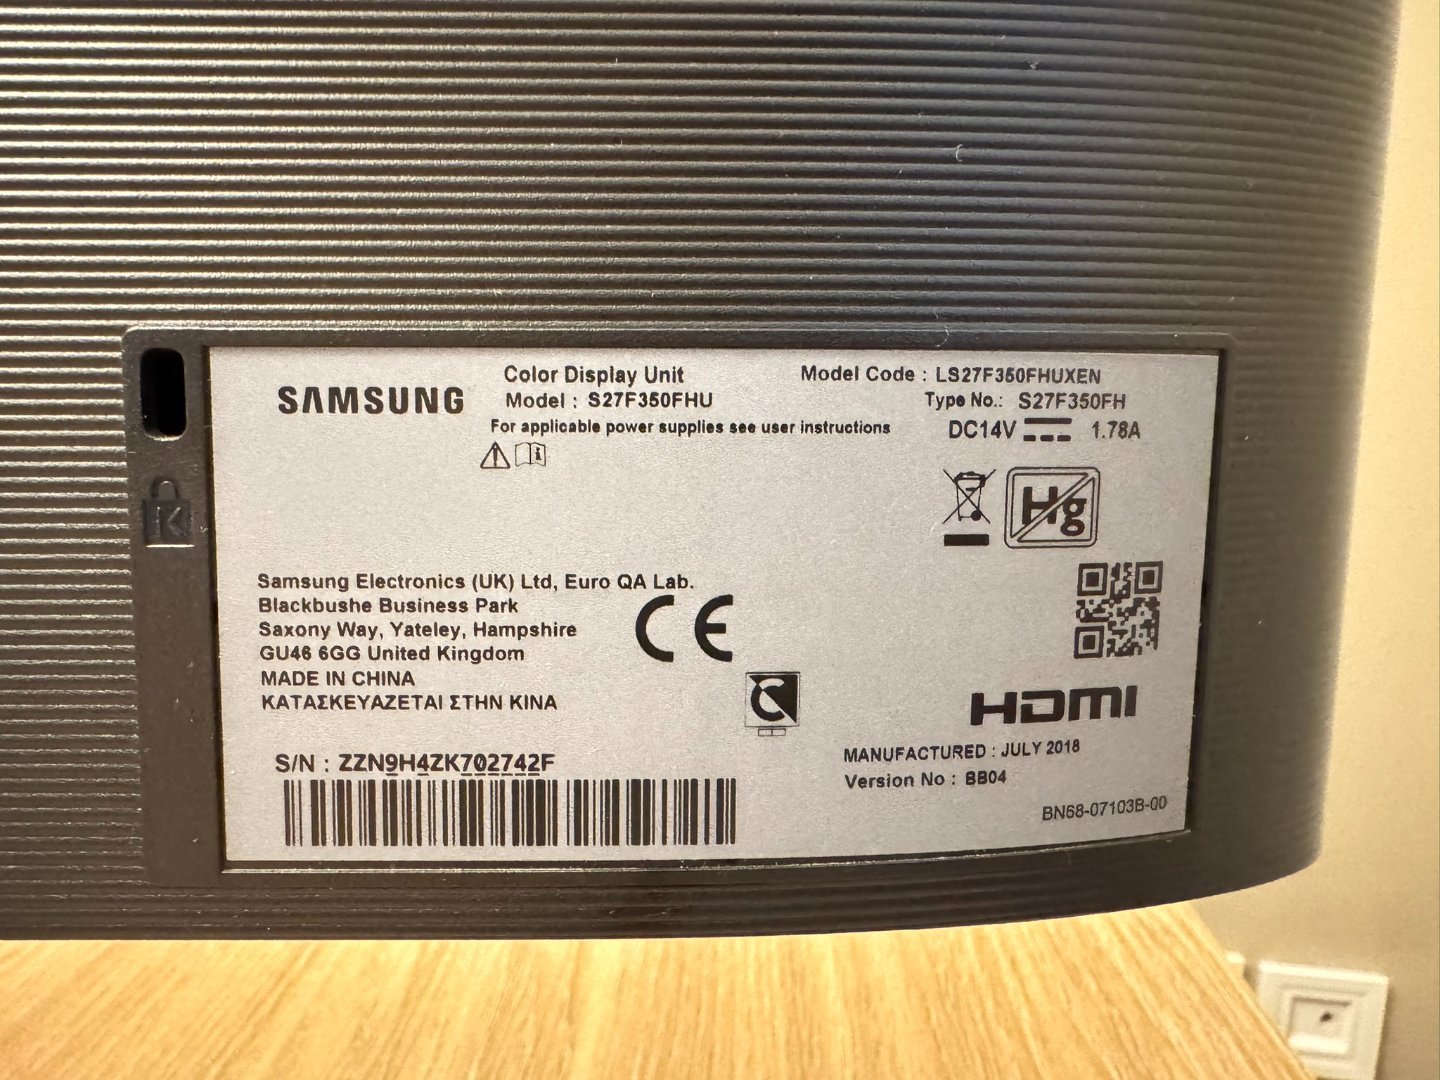 SAMSUNG
Color Display Unit
Model : S27F350FHU
For applicable power supplies see user instructions
Model Code : LS27F350FHUXEN
Type No.: S27F350FH
DC14V 1.78A
Hg
Samsung Electronics (UK) Ltd, Euro QA Lab.
Blackbushe Business Park
Saxony Way, Yateley, Hampshire
GU46 6GG United Kingdom
MADE IN CHINA
ΚΑΤΑΣΚΕΥΑΖΕΤΑΙ ΣΤΗΝ ΚΙΝΑ
CE
C
HDMI
S/N : ZZN9H4ZK702742F
MANUFACTURED : JULY 2018
Version No : BB04
BN68-07103B-00
K